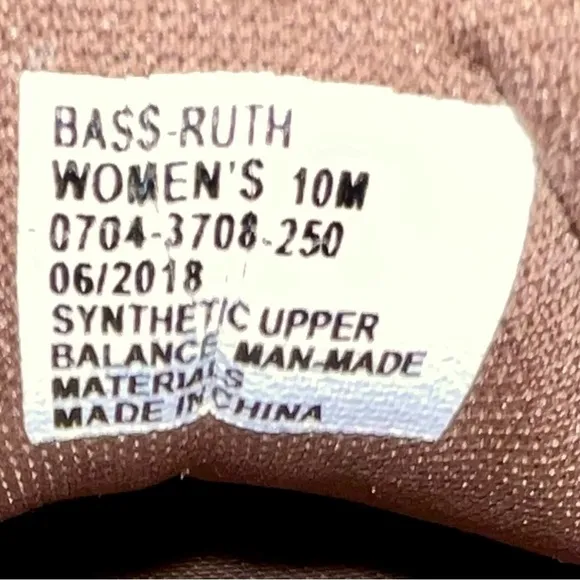 BASS-RUTH
WOMEN'S 10M
0704-3708-250
06/2018
SYNTHETIC UPPER
BALANCE MAN-MADE
MATERIALS
MADE IN CHINA